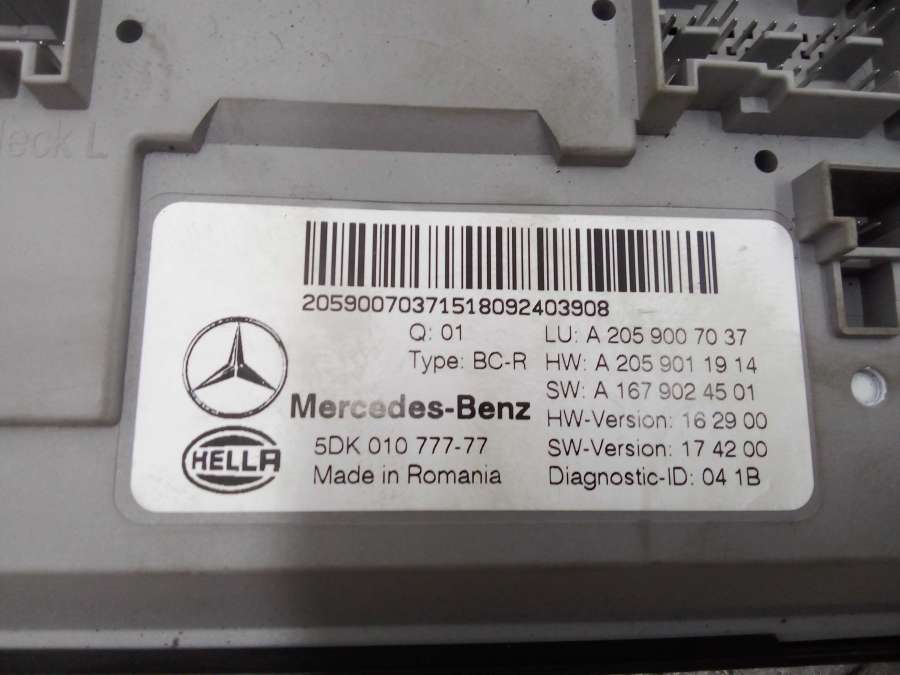 Heck L
20590070371518092403908
Q: 01
LU: A 205 900 70 37
Type: BC-R
HW: A 205 901 19 14
SW: A 167 902 45 01
Mercedes-Benz
HW-Version: 16 29 00
HELLA
5DK 010 777-77
SW-Version: 17 42 00
Made in Romania
Diagnostic-ID: 04 1B